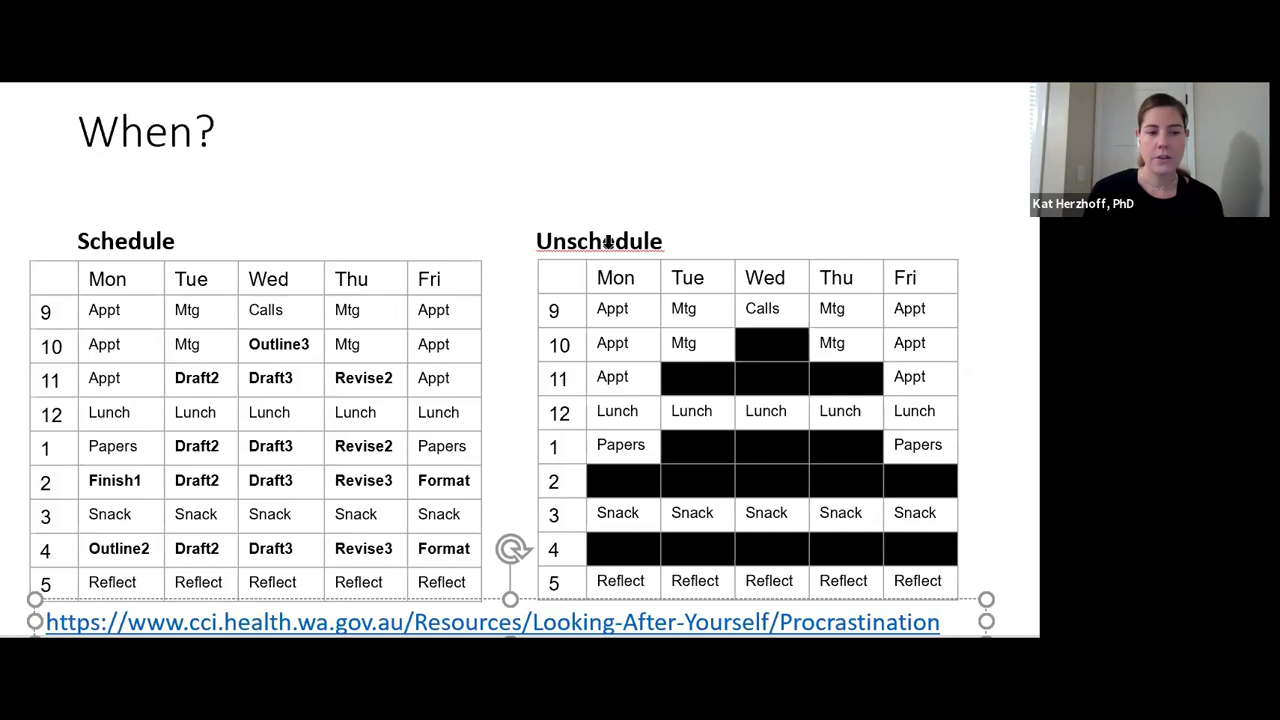 When?
Schedule
Mon Tue Wed Thu Fri
9 Appt Mtg Calls Mtg Appt
10 Appt Mtg Outline3 Mtg Appt
11 Appt Draft2 Draft3 Revise2 Appt
12 Lunch Lunch Lunch Lunch Lunch
1 Papers Draft2 Draft3 Revise2 Papers
2 Finish1 Draft2 Draft3 Revise3 Format
3 Snack Snack Snack Snack Snack
4 Outline2 Draft2 Draft3 Revise3 Format
5 Reflect Reflect Reflect Reflect Reflect
Unschedule
Mon Tue Wed Thu Fri
9 Appt Mtg Calls Mtg Appt
10 Appt Mtg Mtg Appt
11 Appt Appt
12 Lunch Lunch Lunch Lunch Lunch
1 Papers Papers
2
3 Snack Snack Snack Snack Snack
4
5 Reflect Reflect Reflect Reflect Reflect
https://www.cci.health.wa.gov.au/Resources/Looking-After-Yourself/Procrastination
Kat Herzhoff, PhD